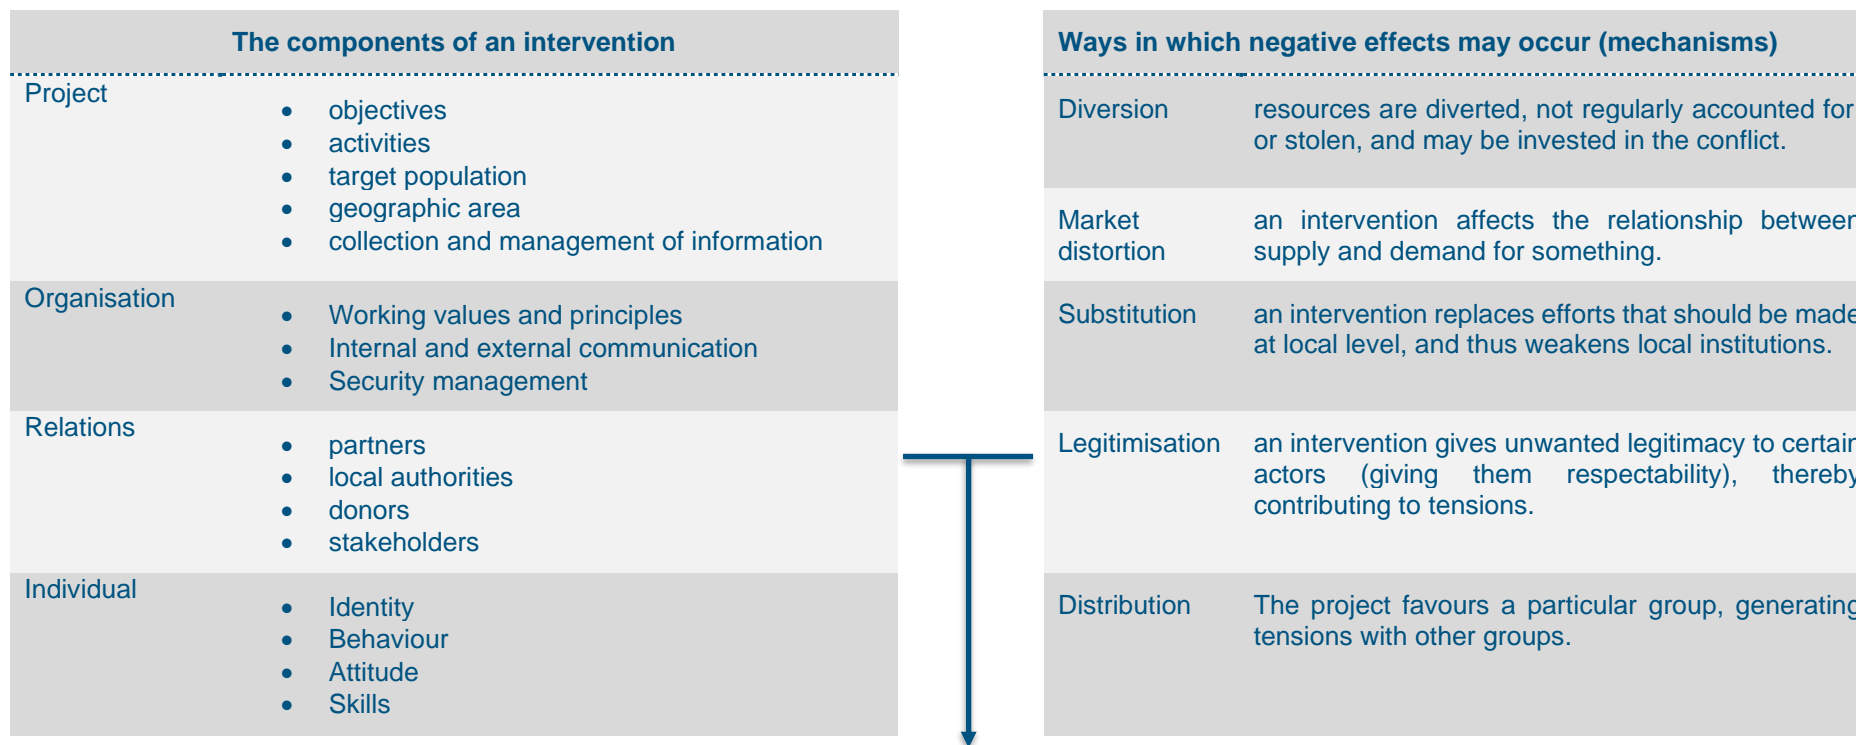 The components of an intervention
Project
• objectives
• activities
• target population
• geographic area
• collection and management of information
Organisation
• Working values and principles
• Internal and external communication
• Security management
Relations
• partners
• local authorities
• donors
• stakeholders
Individual
• Identity
• Behaviour
• Attitude
• Skills
Ways in which negative effects may occur (mechanisms)
Diversion
resources are diverted, not regularly accounted for
or stolen, and may be invested in the conflict.
Market
distortion
an intervention affects the relationship between
supply and demand for something.
Substitution
an intervention replaces efforts that should be made
at local level, and thus weakens local institutions.
Legitimisation
an intervention gives unwanted legitimacy to certain
actors (giving them respectability), thereby
contributing to tensions.
Distribution
The project favours a particular group, generating
tensions with other groups.